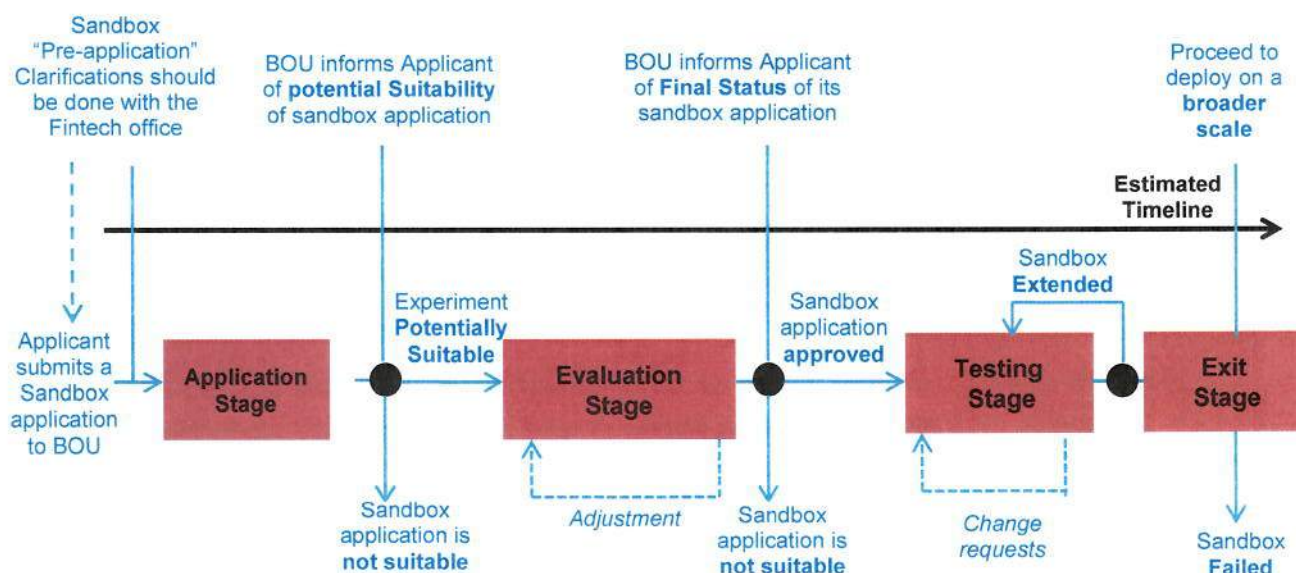 Sandbox
“Pre-application”
Clarifications should
be done with the
Fintech office
BOU informs Applicant
of potential Suitability
of sandbox application
BOU informs Applicant
of Final Status of its
sandbox application
Proceed to
deploy on a
broader
scale
Estimated
Timeline
Applicant
submits a
Sandbox
application
to BOU
Application
Stage
Experiment
Potentially
Suitable
Evaluation
Stage
Sandbox
application
approved
Sandbox
Extended
Testing
Stage
Exit
Stage
Sandbox
application is
not suitable
Adjustment
Sandbox
application is
not suitable
Change
requests
Sandbox
Failed